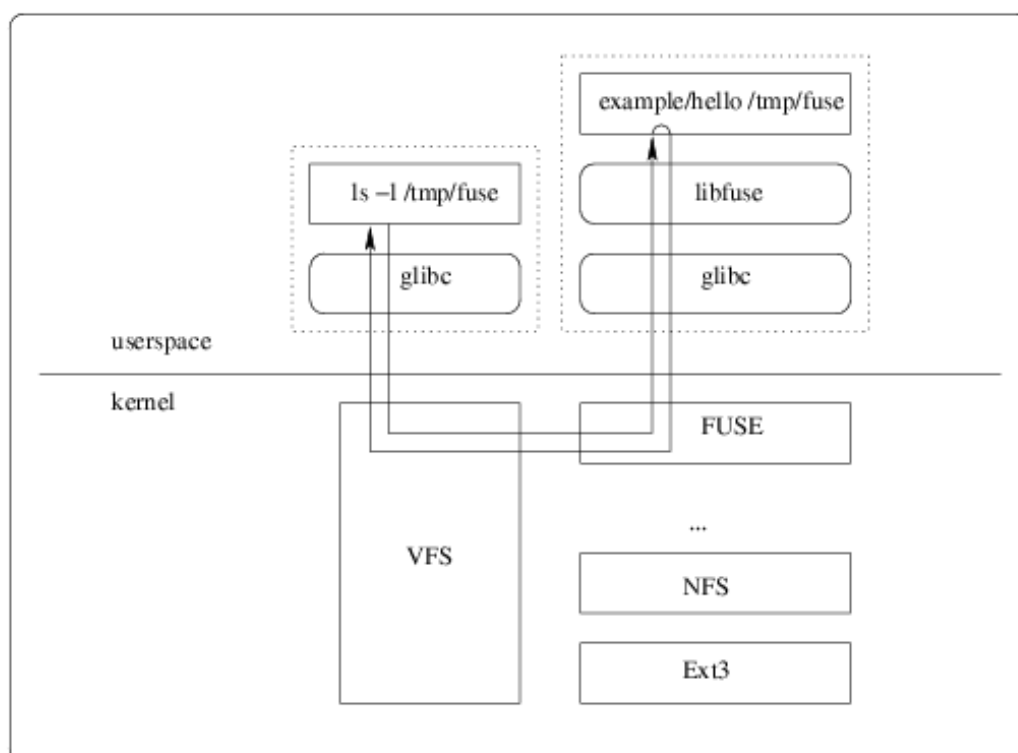 example/hello /tmp/fuse
ls –l /tmp/fuse
libfuse
glibc
glibc
userspace
kernel
FUSE
...
VFS
NFS
Ext3